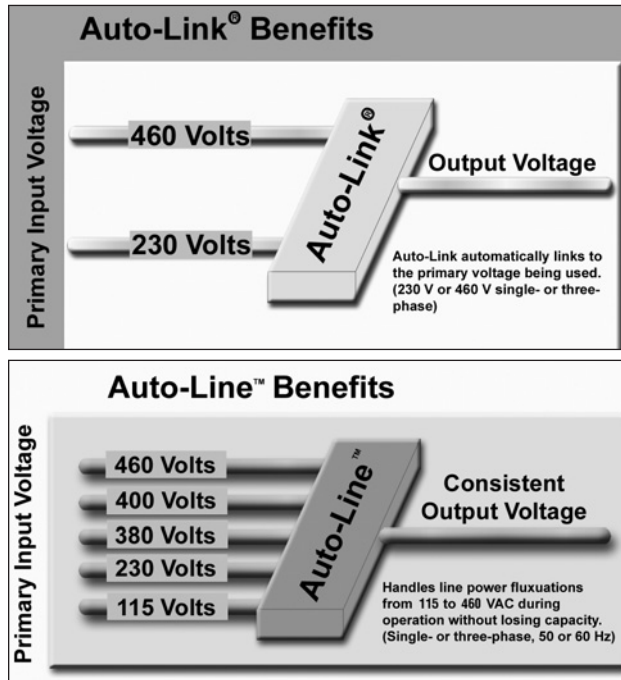 Auto-Link® Benefits
Primary Input Voltage
460 Volts
230 Volts
Auto-Link®
Output Voltage
Auto-Link automatically links to
the primary voltage being used.
(230 V or 460 V single- or three-
phase)
Auto-Line™ Benefits
Primary Input Voltage
460 Volts
400 Volts
380 Volts
230 Volts
115 Volts
Auto-Line™
Consistent
Output Voltage
Handles line power fluxuations
from 115 to 460 VAC during
operation without losing capacity.
(Single- or three-phase, 50 or 60 Hz)